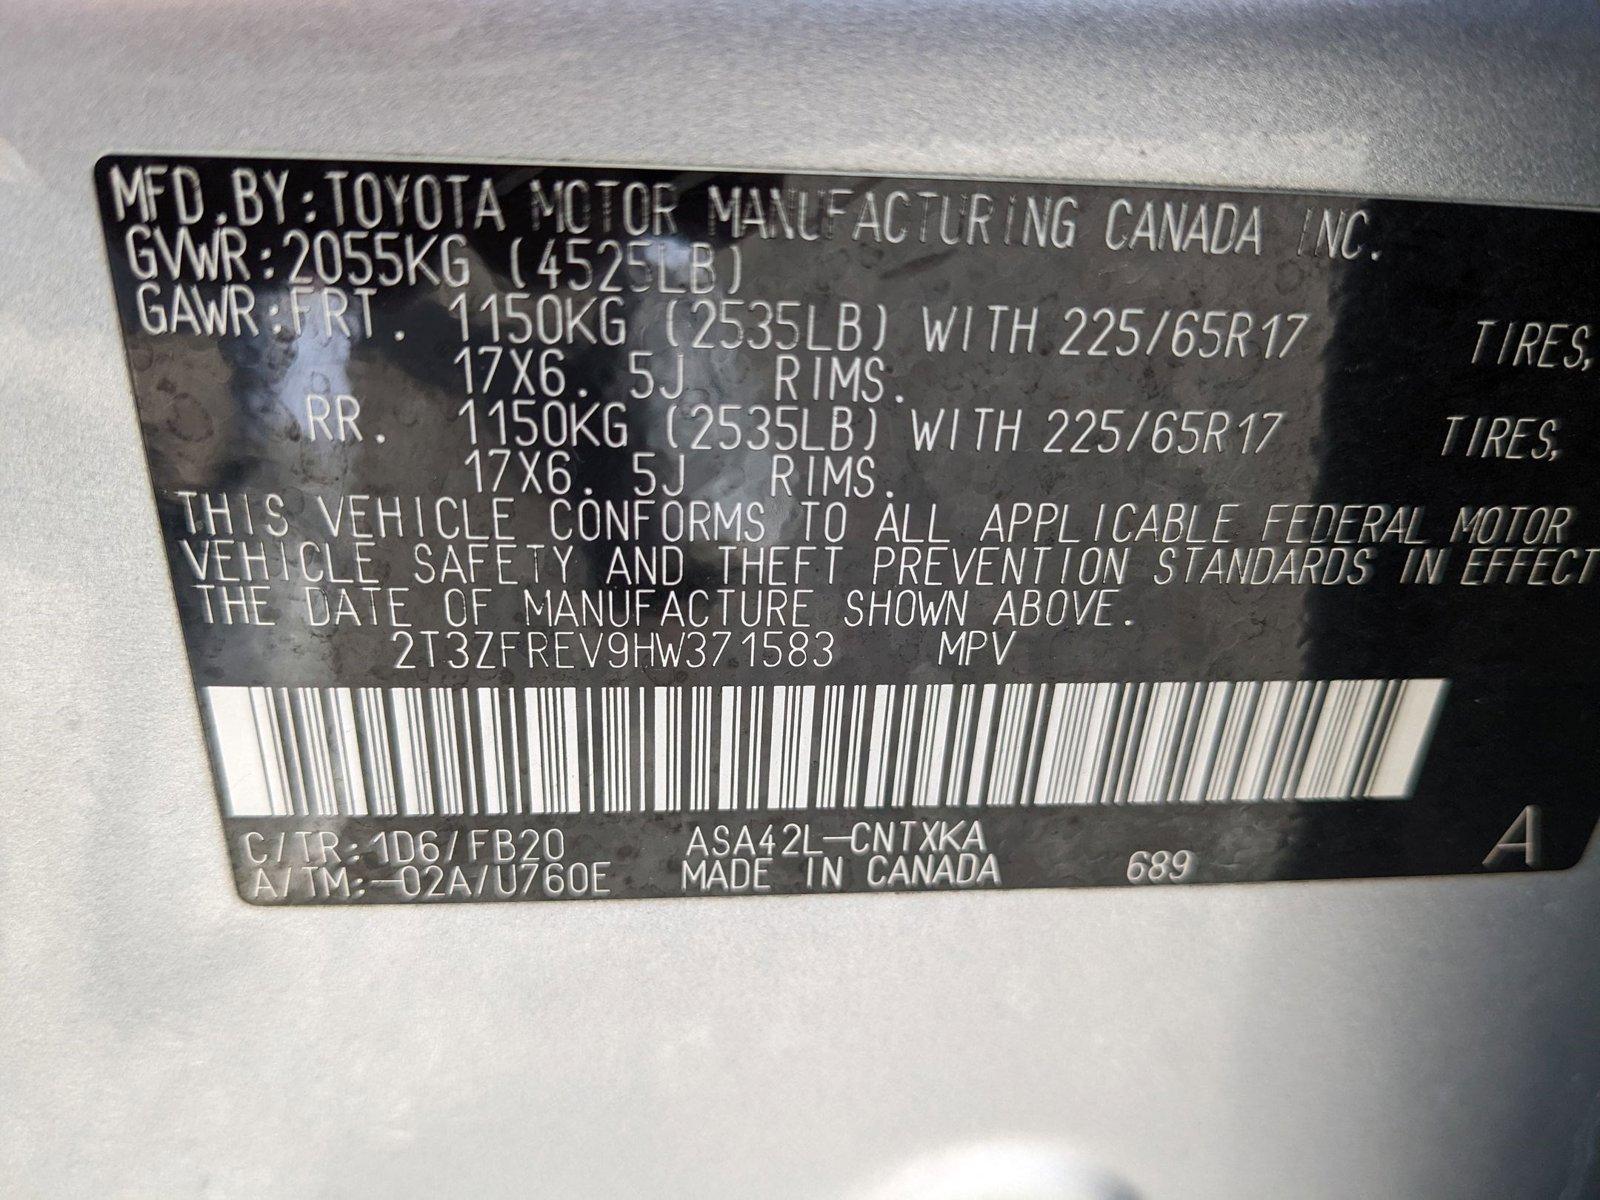 MFD.BY:TOYOTA MOTOR MANUFACTURING CANADA INC.
GVWR:2055KG (4525LB)
GAWR:FRT. 1150KG (2535LB) WITH 225/65R17 TIRES,
17X6.5J RIMS.
RR. 1150KG (2535LB) WITH 225/65R17 TIRES,
17X6.5J RIMS.
THIS VEHICLE CONFORMS TO ALL APPLICABLE FEDERAL MOTOR
VEHICLE SAFETY AND THEFT PREVENTION STANDARDS IN EFFECT
THE DATE OF MANUFACTURE SHOWN ABOVE.
2T3ZFREV9HW371583 MPV
C/TR:1D6/FB20 ASA42L-CNTXKA
A/TM:-02A/U760E MADE IN CANADA 689 A